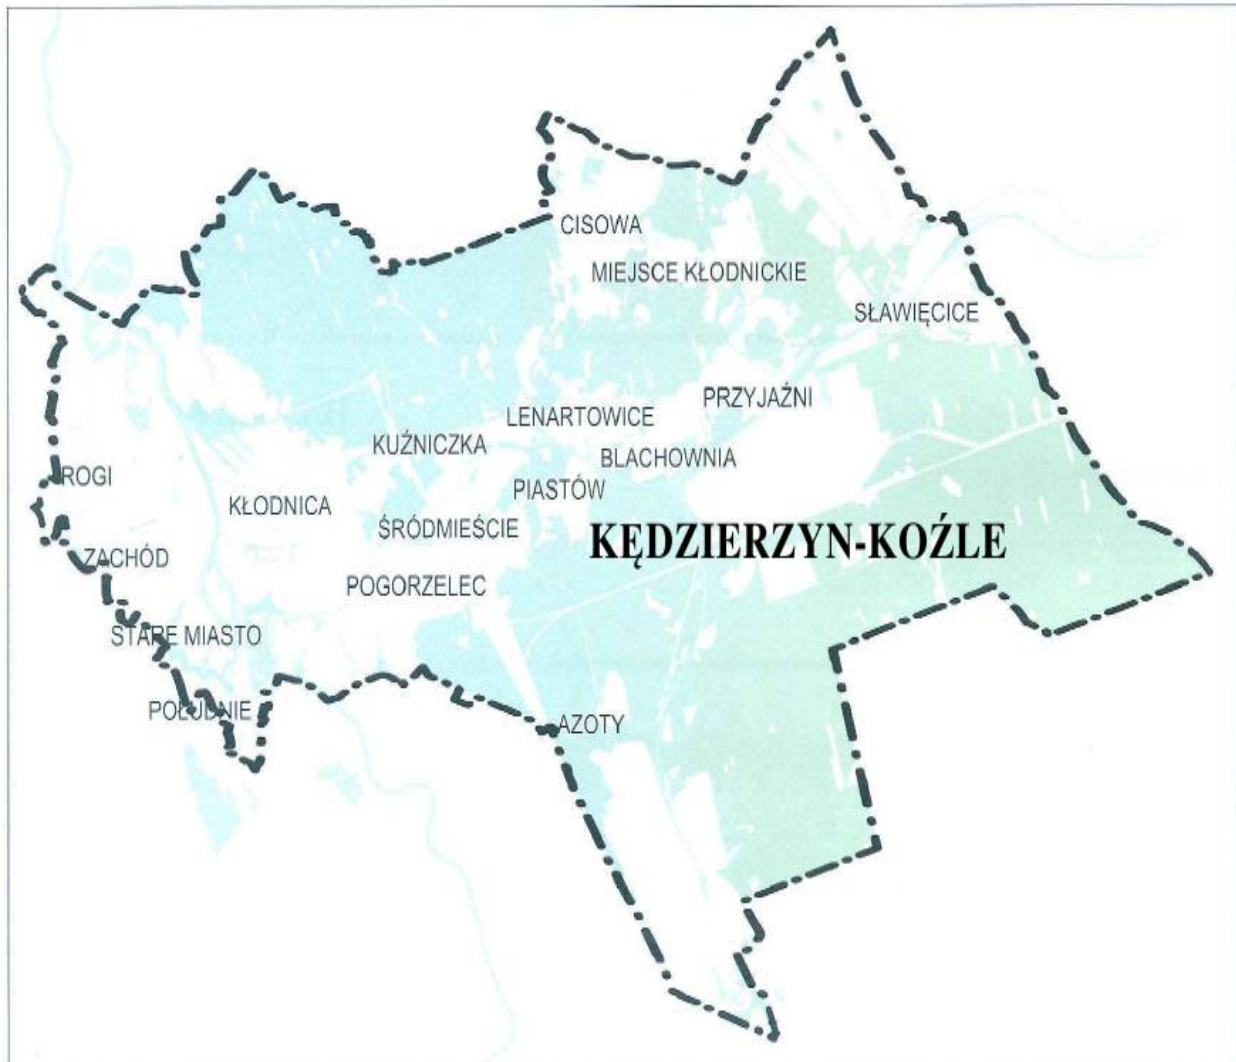 CISOWA
MIEJSCE KŁODNICKIE
SŁAWIĘCICE
PRZYJAŹNI
LENARTOWICE
KUŹNICZKA
BLACHOWNIA
ROGI
PIASTÓW
KŁODNICA
ŚRÓDMIEŚCIE
KĘDZIERZYN-KOŹLE
ZACHÓD
POGORZELEC
STARE MIASTO
POŁUDNIE
AZOTY